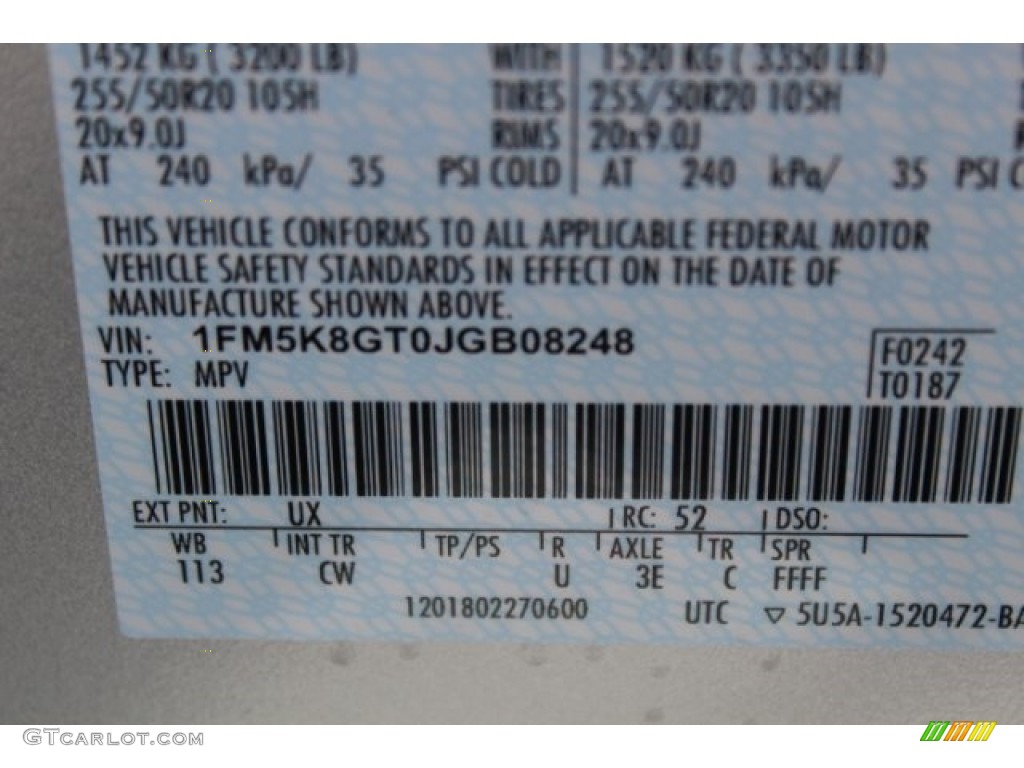 1452 KG ( 3200 LB) WITH 1520 KG ( 3350 LB)
255/50R20 105H TIRES 255/50R20 105H
20x9.0J RIMS 20x9.0J
AT 240 kPa/ 35 PSI COLD AT 240 kPa/ 35 PSI
THIS VEHICLE CONFORMS TO ALL APPLICABLE FEDERAL MOTOR
VEHICLE SAFETY STANDARDS IN EFFECT ON THE DATE OF
MANUFACTURE SHOWN ABOVE.
VIN: 1FM5K8GT0JGB08248
F0242
TYPE: MPV
T0187
EXT PNT: UX RC: 52 DSO:
WB INT TR TP/PS R AXLE TR SPR
113 CW U 3E C FFFF
1201802270600 UTC ▽ 5U5A-1520472-BA
GTCARLOT.COM